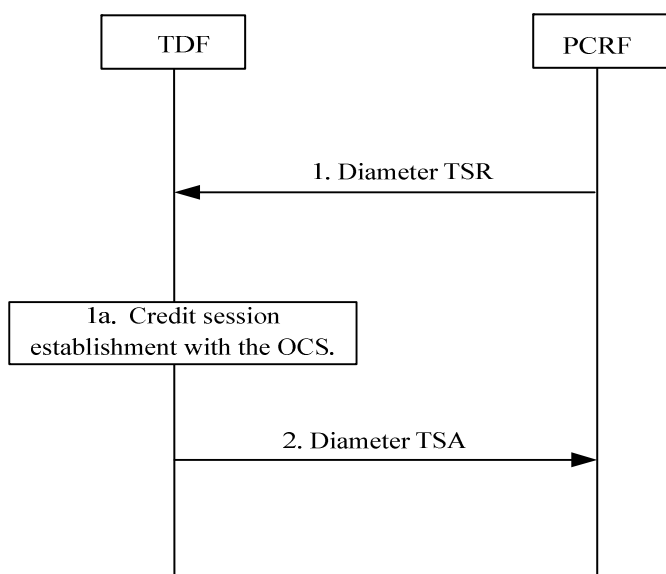 TDF
PCRF
1. Diameter TSR
1a. Credit session
establishment with the OCS.
2. Diameter TSA